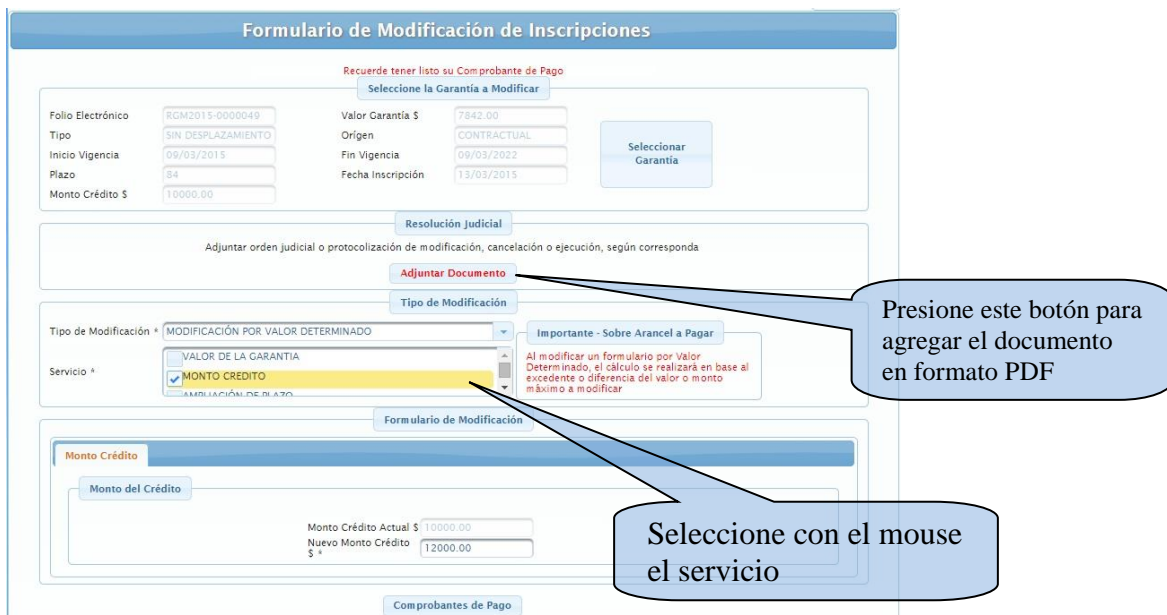 Formulario de Modificación de Inscripciones
Recuerde tener listo su Comprobante de Pago
Seleccione la Garantía a Modificar
Folio Electrónico RGM2015-0000049 Valor Garantía $ 7842.00
Tipo SIN DESPLAZAMIENTO Orígen CONTRACTUAL
Inicio Vigencia 09/03/2015 Fin Vigencia 09/03/2022
Plazo 84 Fecha Inscripción 13/03/2015
Monto Crédito $ 10000.00
Seleccionar
Garantía
Resolución Judicial
Adjuntar orden judicial o protocolización de modificación, cancelación o ejecución, según corresponda
Adjuntar Documento
Tipo de Modificación
Tipo de Modificación * MODIFICACIÓN POR VALOR DETERMINADO
Servicio *
VALOR DE LA GARANTIA
MONTO CREDITO
AMPLIACIÓN DE PLAZO
Importante - Sobre Arancel a Pagar
Al modificar un formulario por Valor
Determinado, el cálculo se realizará en base al
excedente o diferencia del valor o monto
máximo a modificar
Presione este botón para
agregar el documento
en formato PDF
Formulario de Modificación
Monto Crédito
Monto del Crédito
Monto Crédito Actual $ 10000.00
Nuevo Monto Crédito
$ * 12000.00
Seleccione con el mouse
el servicio
Comprobantes de Pago